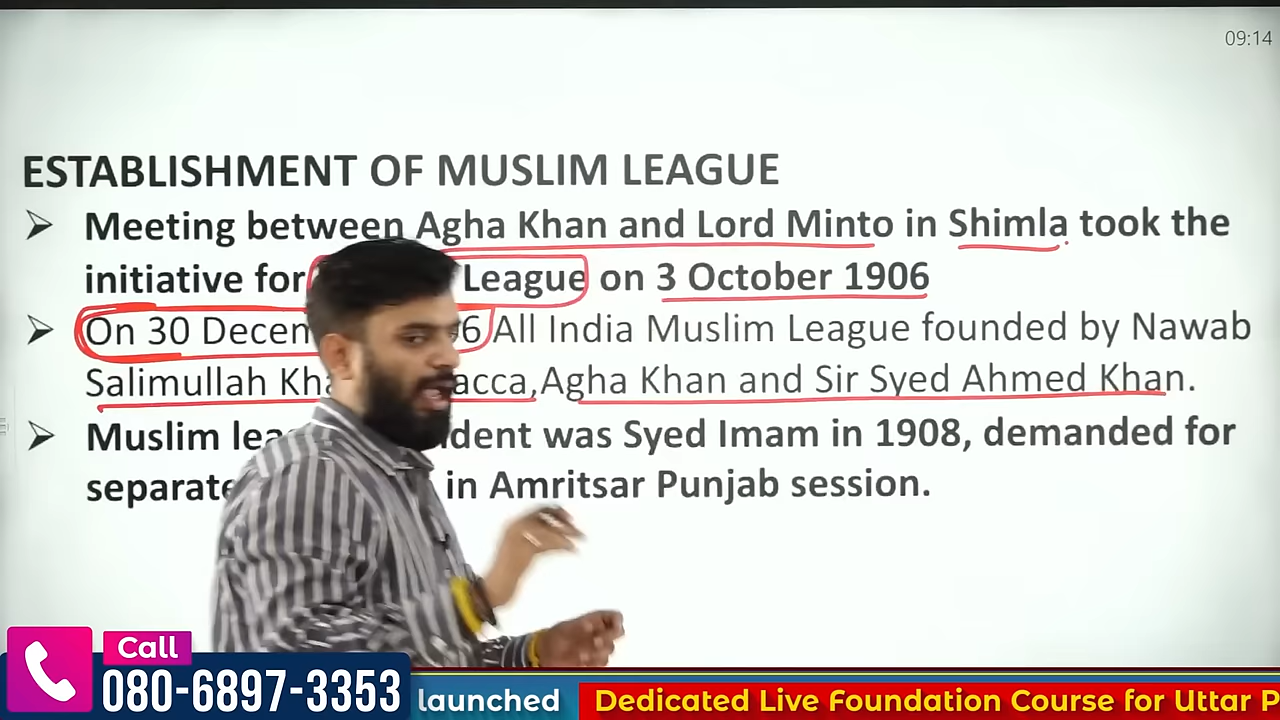 09:14
ESTABLISHMENT OF MUSLIM LEAGUE
Meeting between Agha Khan and Lord Minto in Shimla took the
initiative for League on 3 October 1906
On 30 Decem 6 All India Muslim League founded by Nawab
Salimullah Kha acca,Agha Khan and Sir Syed Ahmed Khan.
Muslim lea ident was Syed Imam in 1908, demanded for
separate in Amritsar Punjab session.
Call
080-6897-3353
launched
Dedicated Live Foundation Course for Uttar P